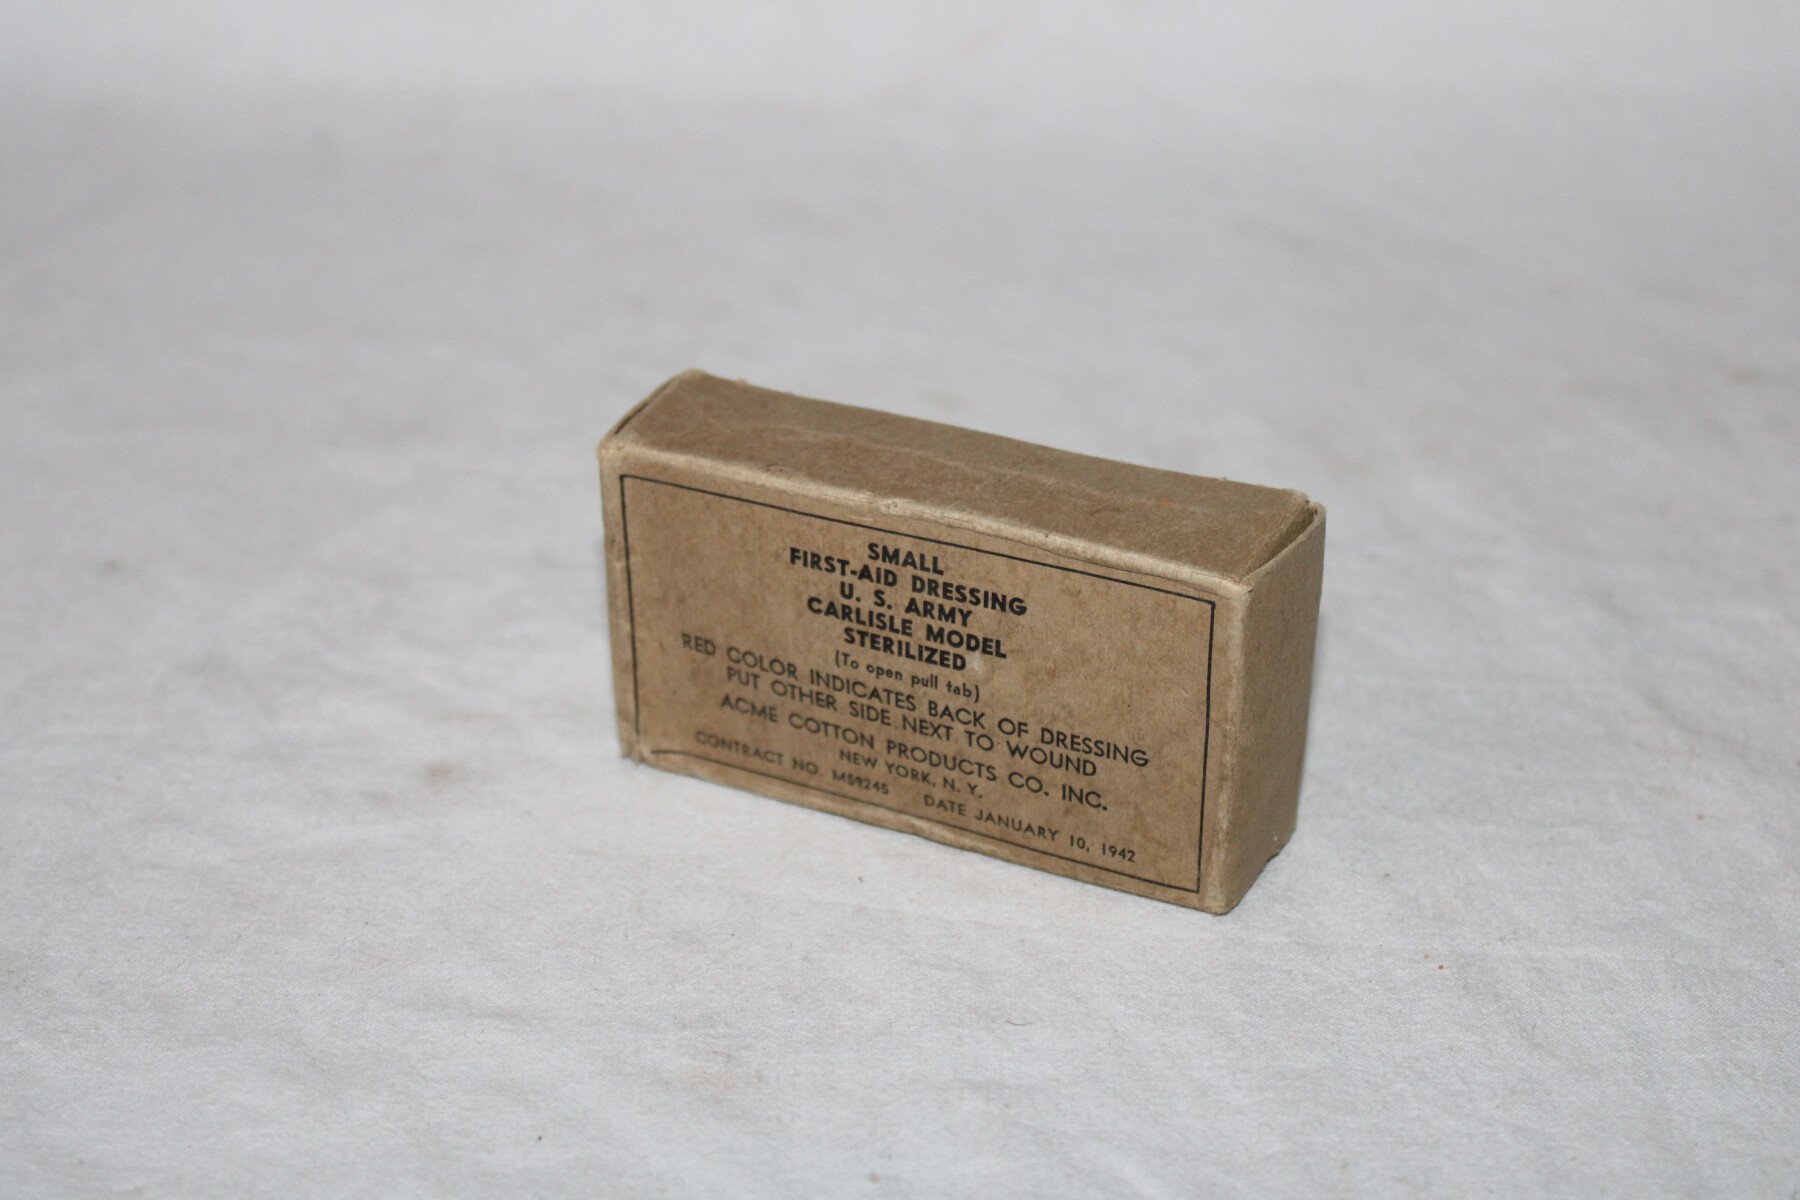 SMALL
FIRST-AID DRESSING
U. S. ARMY
CARLISLE MODEL
STERILIZED
(To open pull tab)
RED COLOR INDICATES BACK OF DRESSING
PUT OTHER SIDE NEXT TO WOUND
ACME COTTON PRODUCTS CO. INC.
NEW YORK, N. Y.
CONTRACT NO. M59245 DATE JANUARY 10, 1942